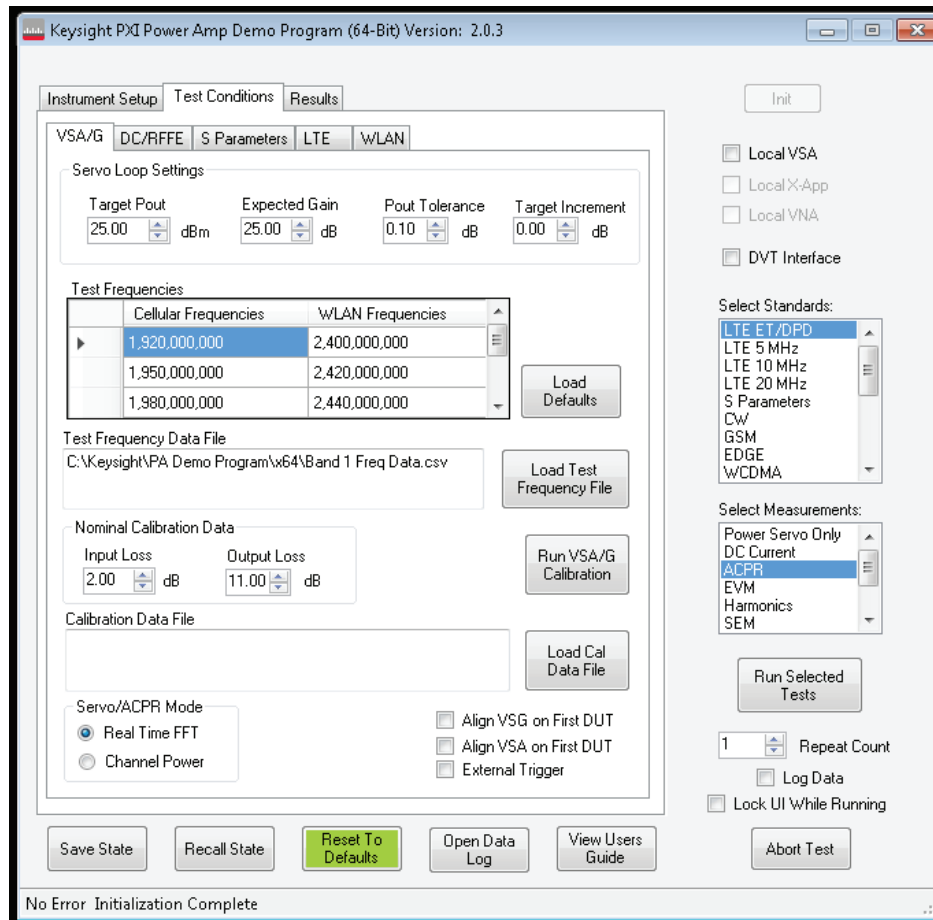 Keysight PXI Power Amp Demo Program (64-Bit) Version: 2.0.3
Instrument Setup
Test Conditions
Results
VSA/G
DC/RFFE
S Parameters
LTE
WLAN
Servo Loop Settings
Target Pout
Expected Gain
Pout Tolerance
Target Increment
25.00 dBm
25.00 dB
0.10 dB
0.00 dB
Test Frequencies
Cellular Frequencies
WLAN Frequencies
1,920,000,000
2,400,000,000
1,950,000,000
2,420,000,000
1,980,000,000
2,440,000,000
Load
Defaults
Test Frequency Data File
C:\Keysight\PA Demo Program\x64\Band 1 Freq Data.csv
Load Test
Frequency File
Nominal Calibration Data
Input Loss
Output Loss
2.00 dB
11.00 dB
Run VSA/G
Calibration
Calibration Data File
Load Cal
Data File
Servo/ACPR Mode
Real Time FFT
Channel Power
Align VSG on First DUT
Align VSA on First DUT
External Trigger
Init
Local VSA
Local X-App
Local VNA
DVT Interface
Select Standards:
LTE ET/DPD
LTE 5 MHz
LTE 10 MHz
LTE 20 MHz
S Parameters
CW
GSM
EDGE
WCDMA
Select Measurements:
Power Servo Only
DC Current
ACPR
EVM
Harmonics
SEM
Run Selected
Tests
1 Repeat Count
Log Data
Lock UI While Running
Save State
Recall State
Reset To
Defaults
Open Data
Log
View Users
Guide
Abort Test
No Error Initialization Complete